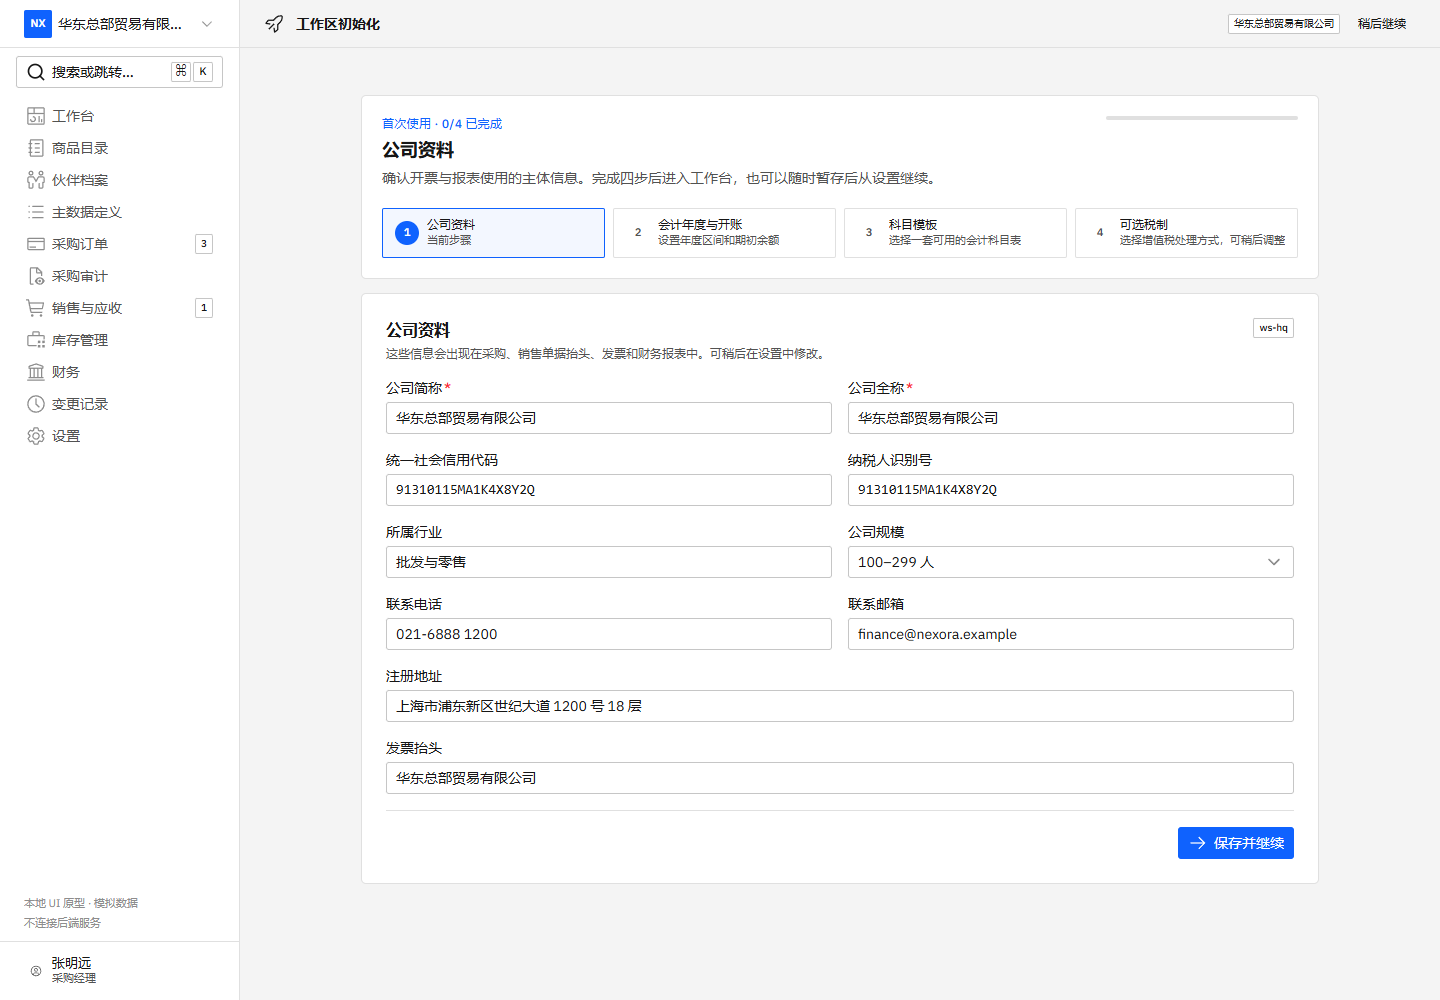 NX 华东总部贸易有限...
搜索或跳转... ⌘ K
工作台
商品目录
伙伴档案
主数据定义
采购订单 3
采购审计
销售与应收 1
库存管理
财务
变更记录
设置
本地 UI 原型 · 模拟数据
不连接后端服务
张明远
采购经理
工作区初始化
华东总部贸易有限公司 稍后继续
首次使用 · 0/4 已完成
公司资料
确认开票与报表使用的主体信息。完成四步后进入工作台，也可以随时暂存后从设置继续。
1 公司资料
当前步骤
2 会计年度与开账
设置年度区间和期初余额
3 科目模板
选择一套可用的会计科目表
4 可选税制
选择增值税处理方式，可稍后调整
公司资料
ws-hq
这些信息会出现在采购、销售单据抬头、发票和财务报表中。可稍后在设置中修改。
公司简称*
华东总部贸易有限公司
公司全称*
华东总部贸易有限公司
统一社会信用代码
91310115MA1K4X8Y2Q
纳税人识别号
91310115MA1K4X8Y2Q
所属行业
批发与零售
公司规模
100–299 人
联系电话
021-6888 1200
联系邮箱
finance@nexora.example
注册地址
上海市浦东新区世纪大道 1200 号 18 层
发票抬头
华东总部贸易有限公司
保存并继续